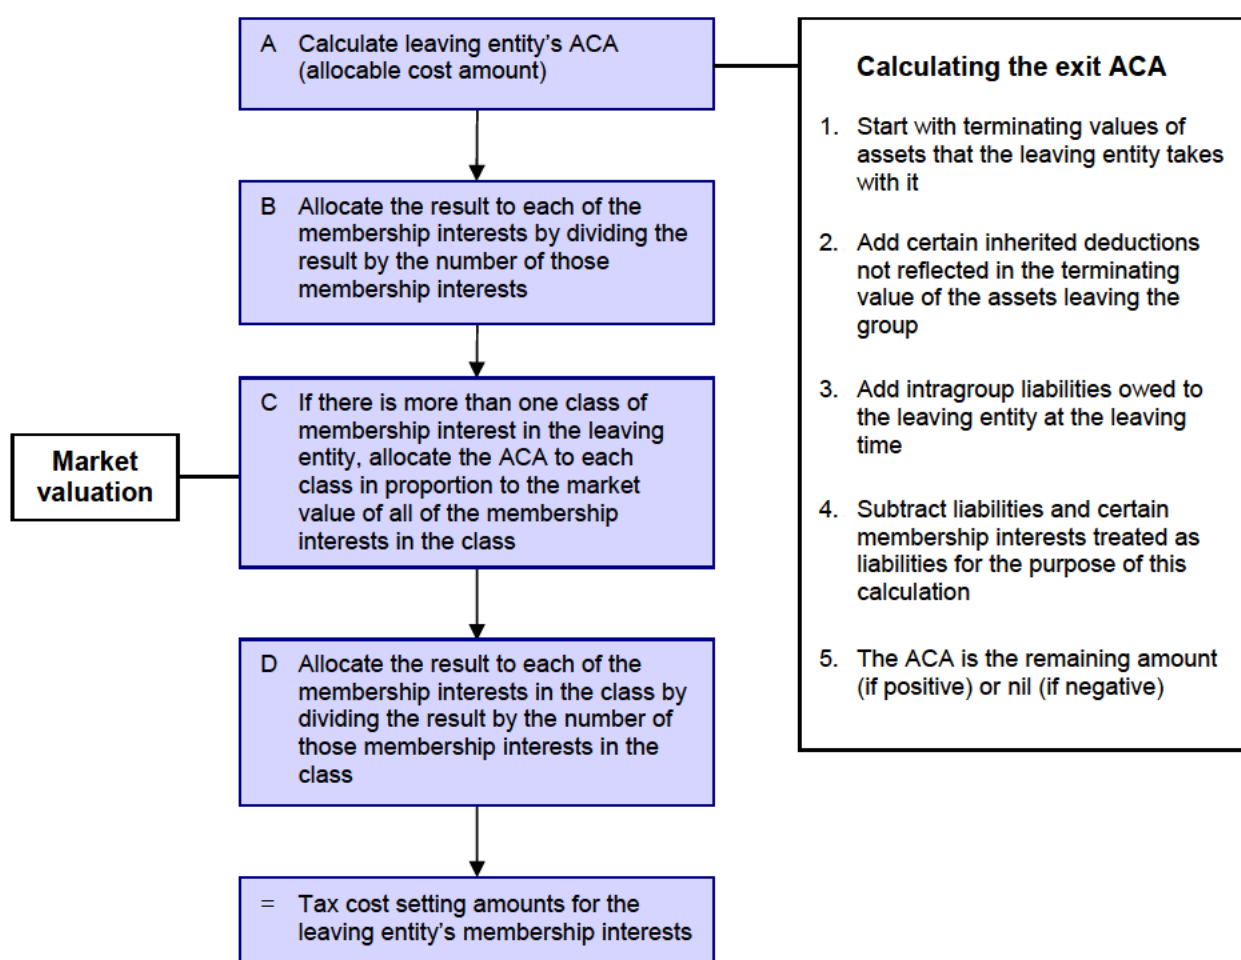 A Calculate leaving entity's ACA
(allocable cost amount)
B Allocate the result to each of the
membership interests by dividing the
result by the number of those
membership interests
C If there is more than one class of
membership interest in the leaving
entity, allocate the ACA to each
class in proportion to the market
value of all of the membership
interests in the class
Market
valuation
D Allocate the result to each of the
membership interests in the class by
dividing the result by the number of
those membership interests in the
class
= Tax cost setting amounts for the
leaving entity's membership interests
Calculating the exit ACA
1. Start with terminating values of
assets that the leaving entity takes
with it
2. Add certain inherited deductions
not reflected in the terminating
value of the assets leaving the
group
3. Add intragroup liabilities owed to
the leaving entity at the leaving
time
4. Subtract liabilities and certain
membership interests treated as
liabilities for the purpose of this
calculation
5. The ACA is the remaining amount
(if positive) or nil (if negative)